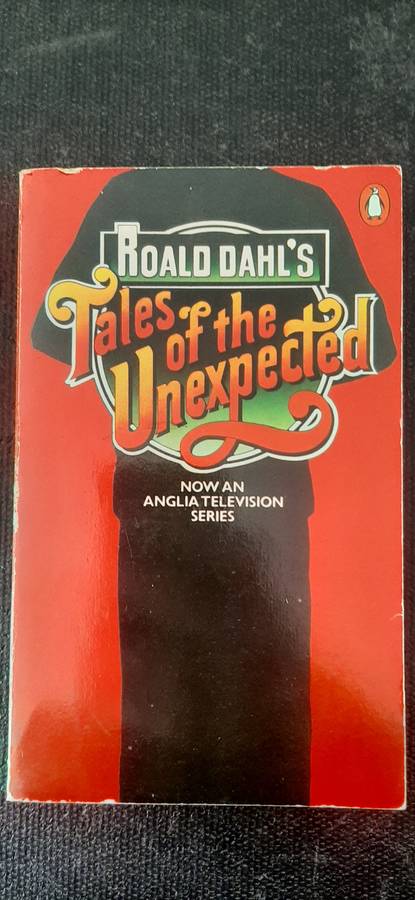 ROALD DAHL'S
Tales of the
Unexpected
NOW AN
ANGLIA TELEVISION
SERIES